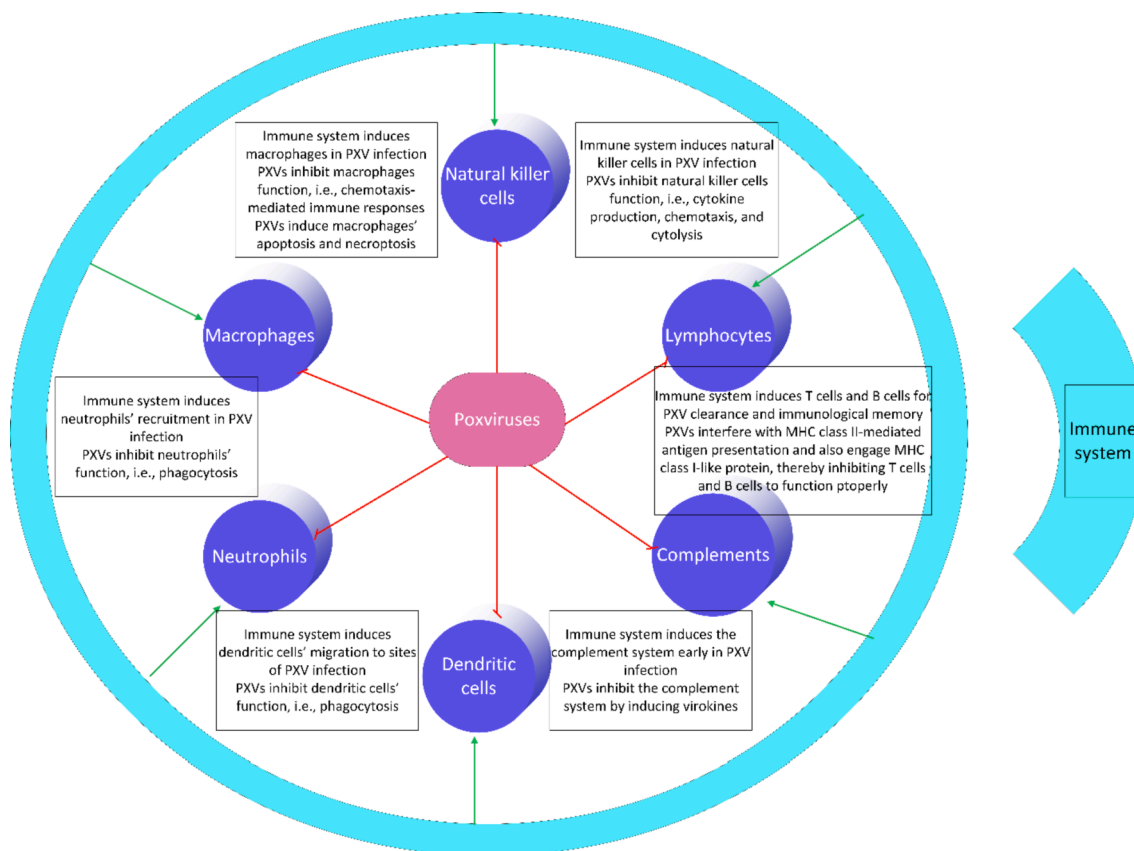 Immune system induces
macrophages in PXV infection
PXVs inhibit macrophages
function, i.e., chemotaxis-
mediated immune responses
PXVs induce macrophages’
apoptosis and necroptosis
Natural killer
cells
Immune system induces natural
killer cells in PXV infection
PXVs inhibit natural killer cells
function, i.e., cytokine
production, chemotaxis, and
cytolysis
Macrophages
Lymphocytes
Immune system induces
neutrophils’ recruitment in PXV
infection
PXVs inhibit neutrophils’
function, i.e., phagocytosis
Poxviruses
Immune system induces T cells and B cells for
PXV clearance and immunological memory
PXVs interfere with MHC class II-mediated
antigen presentation and also engage MHC
class I-like protein, thereby inhibiting T cells
and B cells to function ptoperly
Immune
system
Neutrophils
Complements
Immune system induces
dendritic cells’ migration to sites
of PXV infection
PXVs inhibit dendritic cells’
function, i.e., phagocytosis
Dendritic
cells
Immune system induces the
complement system early in PXV
infection
PXVs inhibit the complement
system by inducing virokines